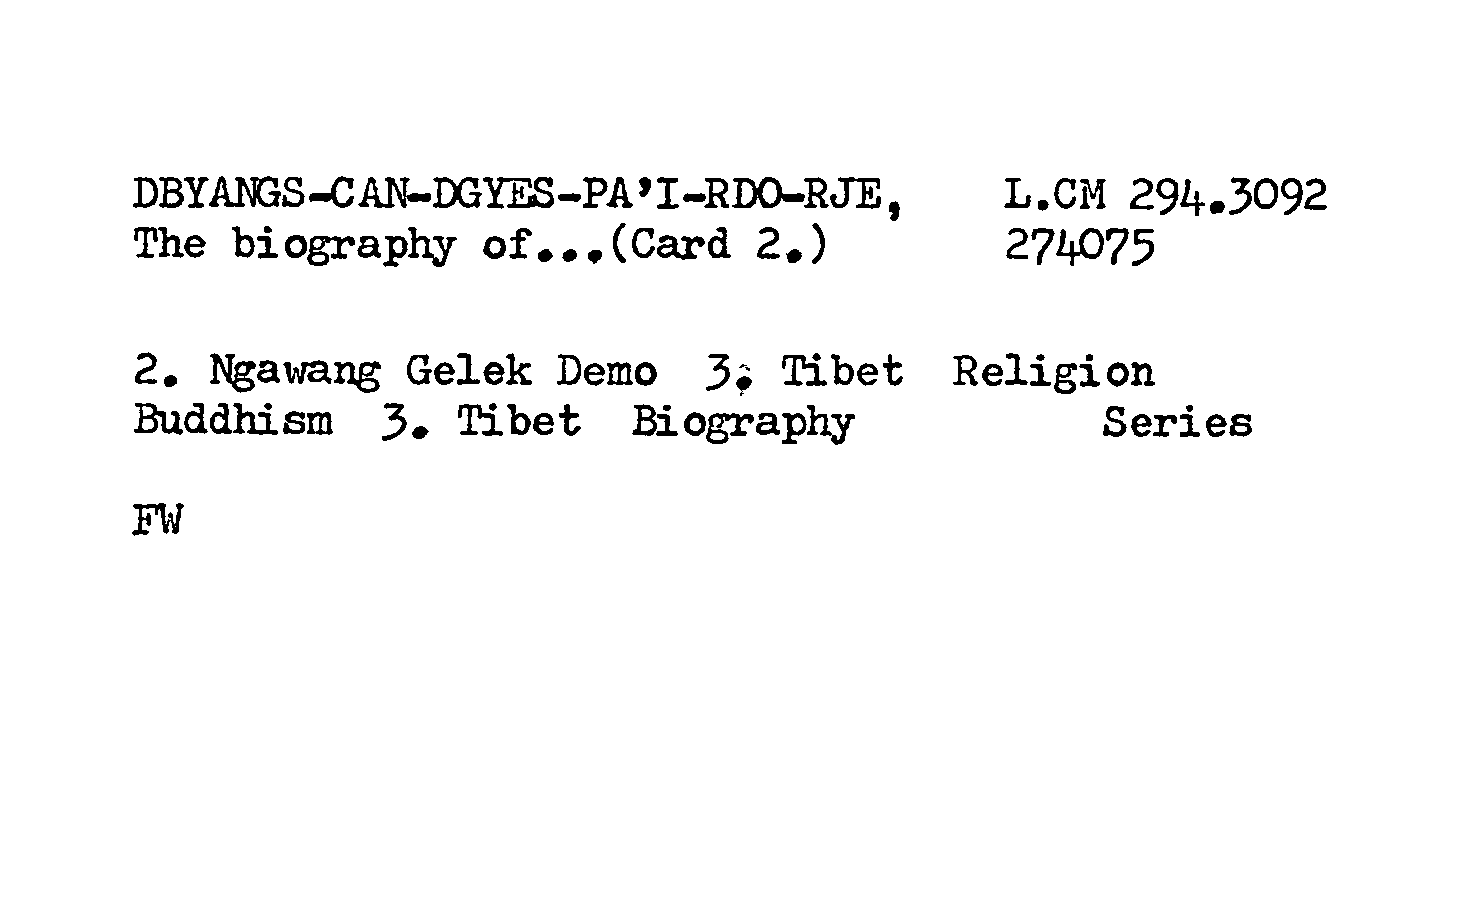 DBYANGS-CAN-DGYES-PA'I-RDO-RJE, L.CM 294.3092
The biography of...(Card 2.) 274075
2. Ngawang Gelek Demo 3. Tibet Religion
Buddhism 3. Tibet Biography Series
FW